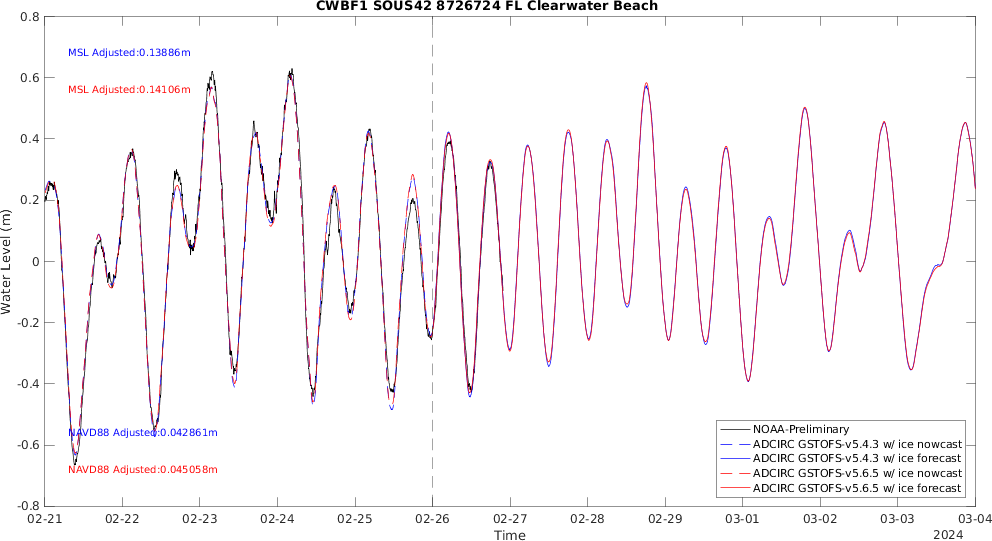 CWBF1 SOUS42 8726724 FL Clearwater Beach
0.8
0.6
0.4
0.2
0
-0.2
-0.4
-0.6
-0.8
Water Level (m)
MSL Adjusted:0.13886m
MSL Adjusted:0.14106m
NAVD88 Adjusted:0.042861m
NAVD88 Adjusted:0.045058m
NOAA-Preliminary
ADCIRC GSTOFS-v5.4.3 w/ ice nowcast
ADCIRC GSTOFS-v5.4.3 w/ ice forecast
ADCIRC GSTOFS-v5.6.5 w/ ice nowcast
ADCIRC GSTOFS-v5.6.5 w/ ice forecast
02-21 02-22 02-23 02-24 02-25 02-26 02-27 02-28 02-29 03-01 03-02 03-03 03-04
Time
2024